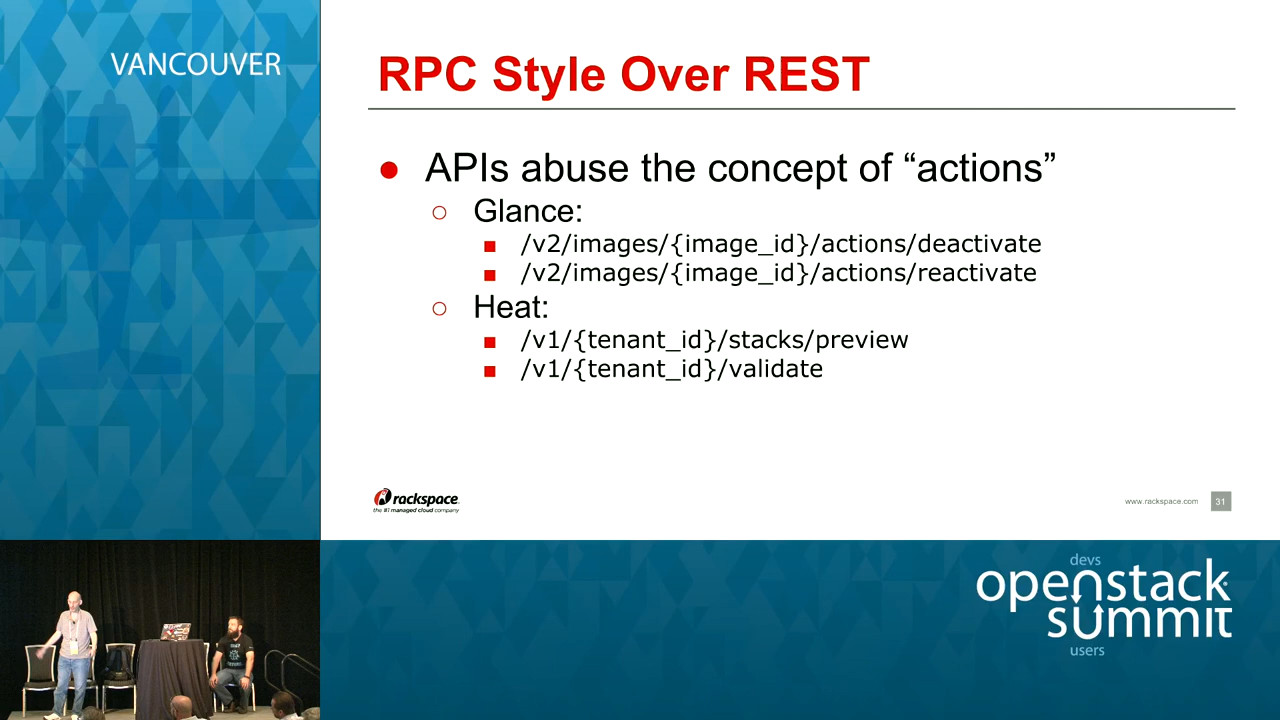 VANCOUVER
RPC Style Over REST
● APIs abuse the concept of “actions”
○ Glance:
■ /v2/images/{image_id}/actions/deactivate
■ /v2/images/{image_id}/actions/reactivate
○ Heat:
■ /v1/{tenant_id}/stacks/preview
■ /v1/{tenant_id}/validate
rackspace.
the #1 managed cloud company
www.rackspace.com 31
devs
openstack
summit
users